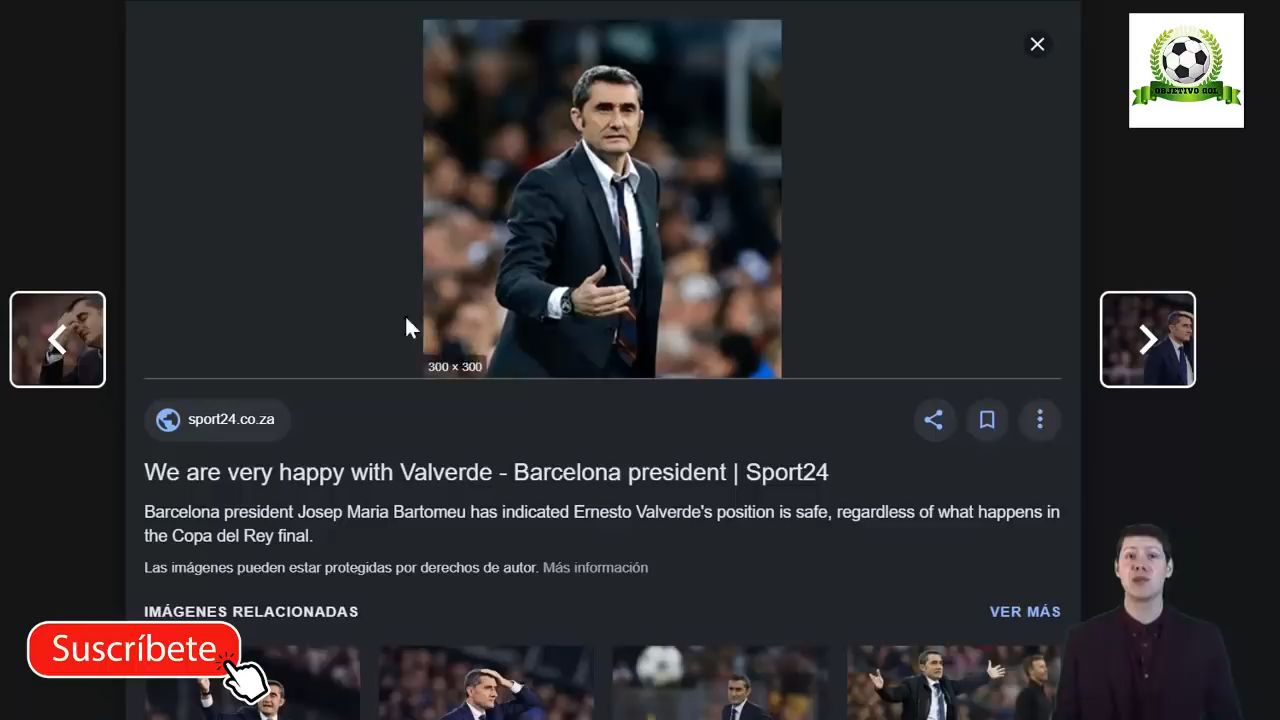 OBJETIVO GOL
300 × 300
sport24.co.za
We are very happy with Valverde - Barcelona president | Sport24
Barcelona president Josep Maria Bartomeu has indicated Ernesto Valverde's position is safe, regardless of what happens in
the Copa del Rey final.
Las imágenes pueden estar protegidas por derechos de autor. Más información
IMÁGENES RELACIONADAS
VER MÁS
Suscríbete